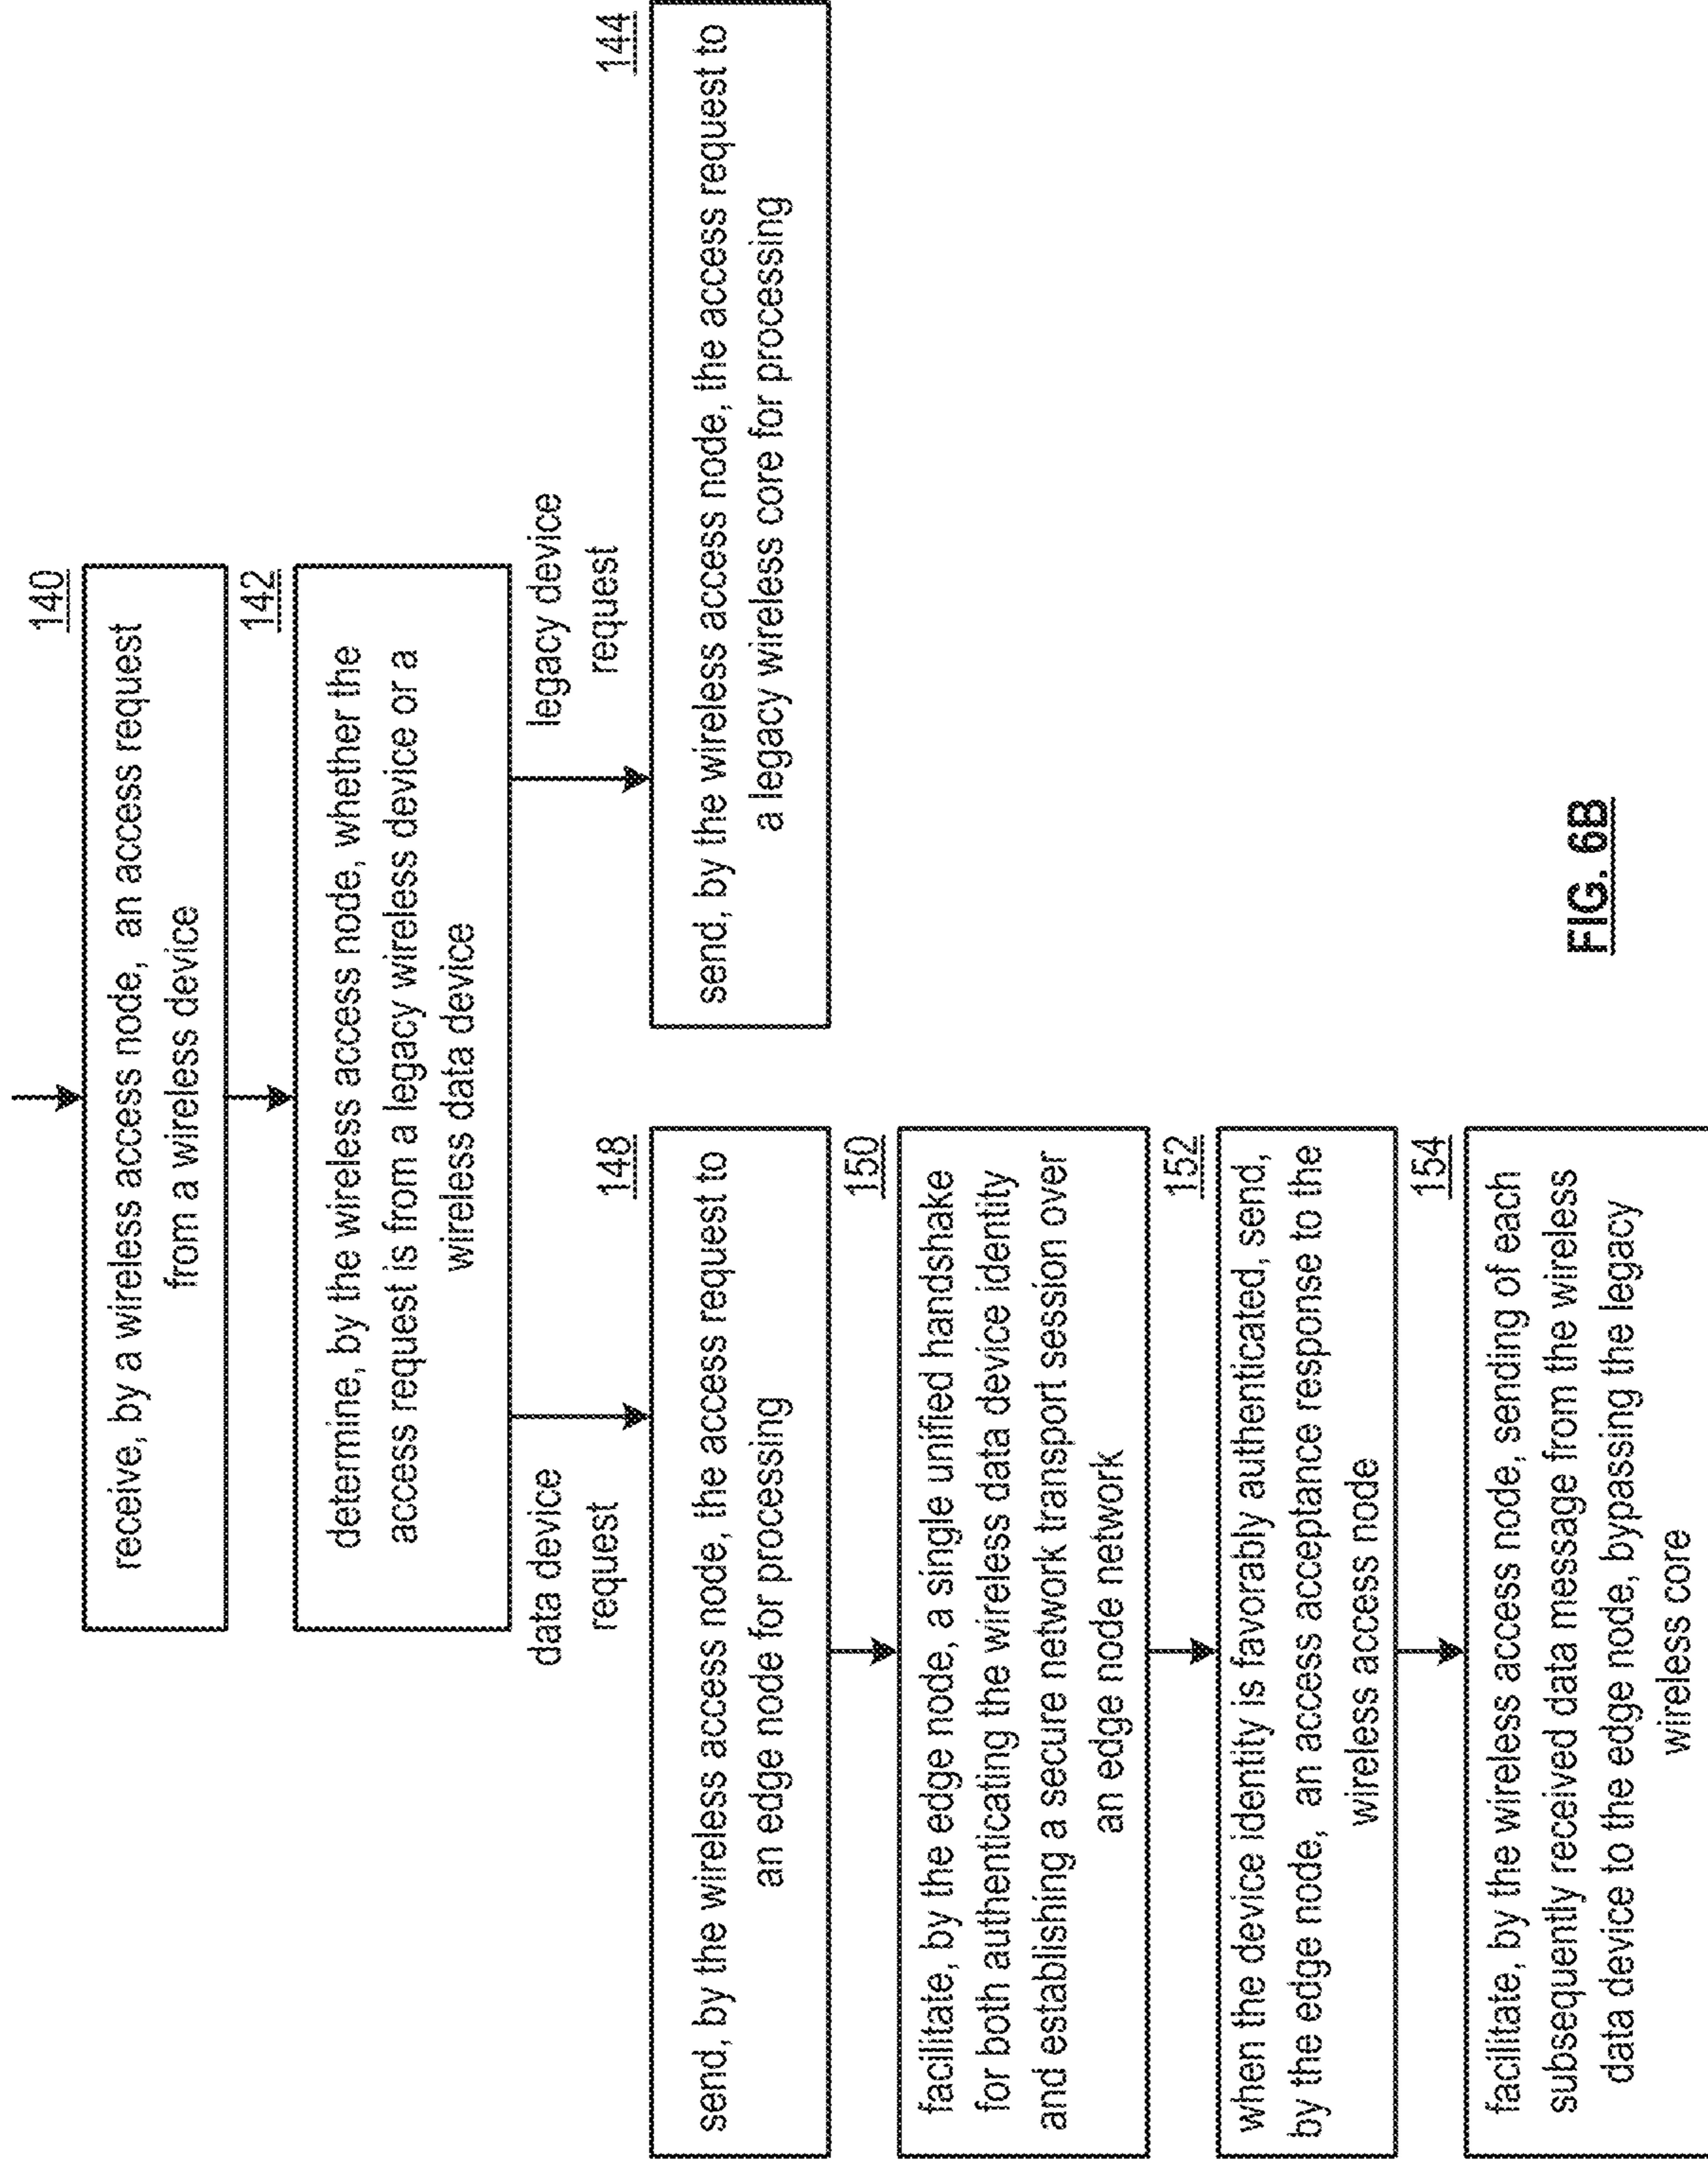 140
receive, by a wireless access node, an access request
from a wireless device
142
determine, by the wireless access node, whether the
access request is from a legacy wireless device or a
wireless data device
data device
request
legacy device
request
148
send, by the wireless access node, the access request to
an edge node for processing
144
send, by the wireless access node, the access request to
a legacy wireless core for processing
150
facilitate, by the edge node, a single unified handshake
for both authenticating the wireless data device identity
and establishing a secure network transport session over
an edge node network
152
when the device identity is favorably authenticated, send,
by the edge node, an access acceptance response to the
wireless access node
154
facilitate, by the wireless access node, sending of each
subsequently received data message from the wireless
data device to the edge node, bypassing the legacy
wireless core
FIG. 6B